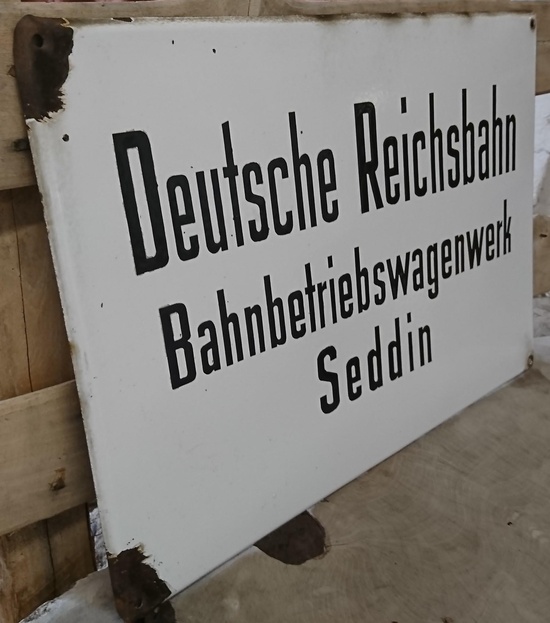 Deutsche Reichsbahn
Bahnbetriebswagenwerk
Seddin